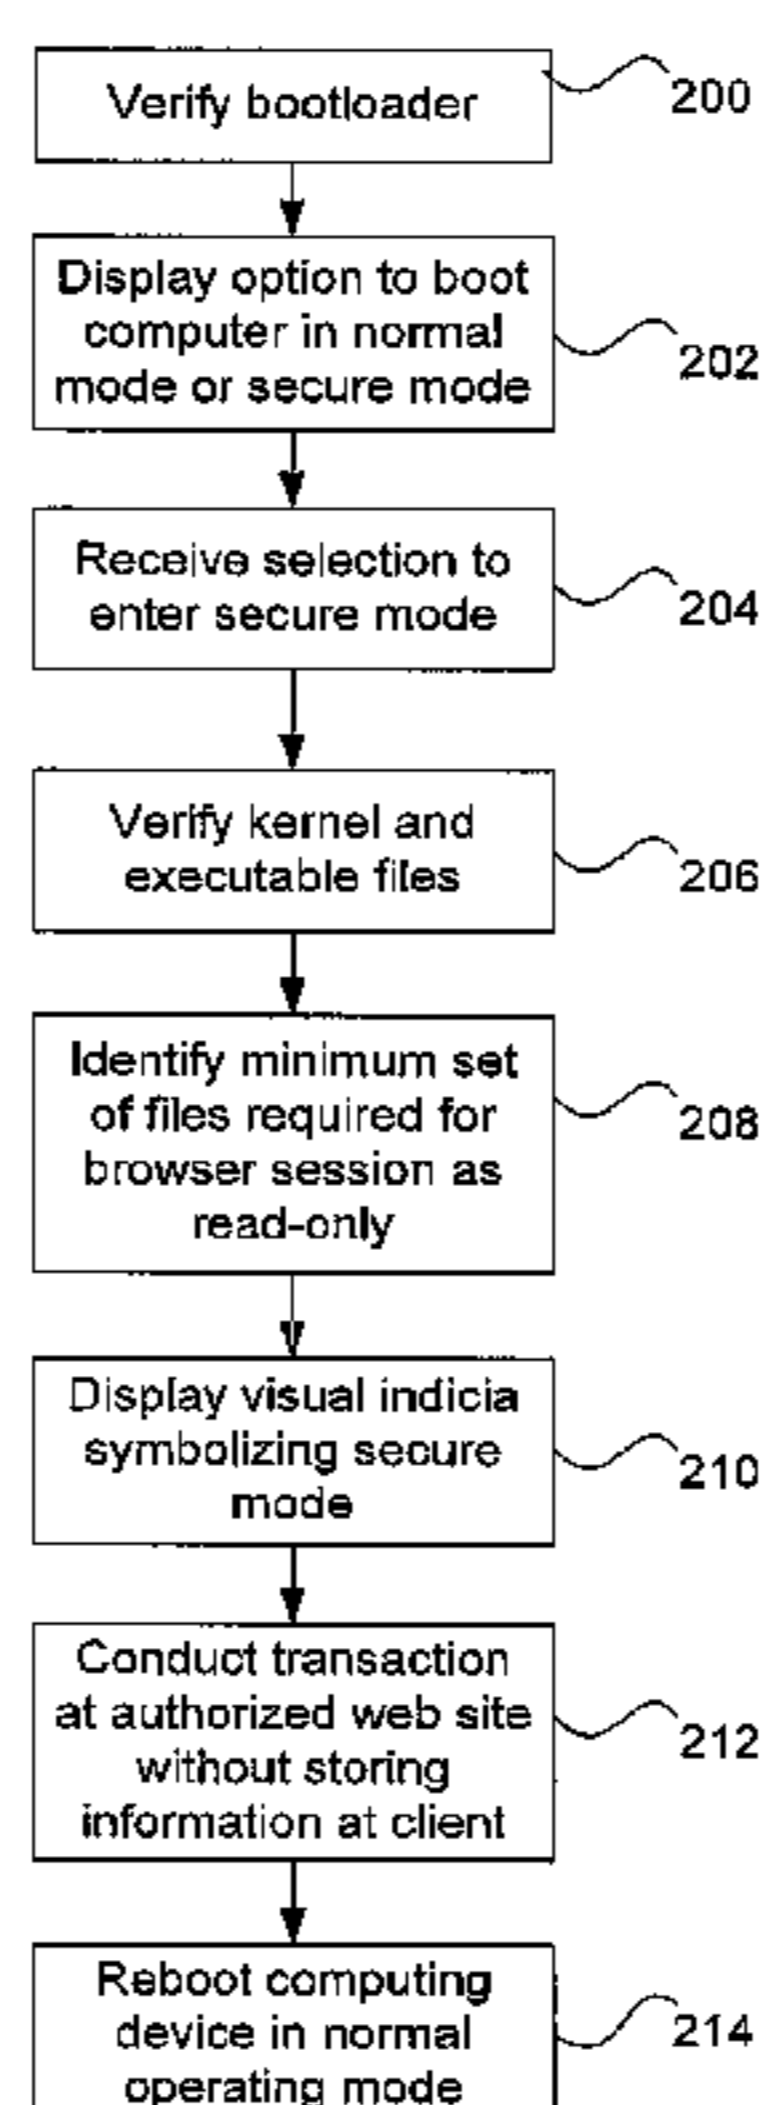 Verify bootloader
200
Display option to boot
computer in normal
mode or secure mode
202
Receive selection to
enter secure mode
204
Verify kernel and
executable files
206
Identify minimum set
of files required for
browser session as
read-only
208
Display visual indicia
symbolizing secure
mode
210
Conduct transaction
at authorized web site
without storing
information at client
212
Reboot computing
device in normal
operating mode
214